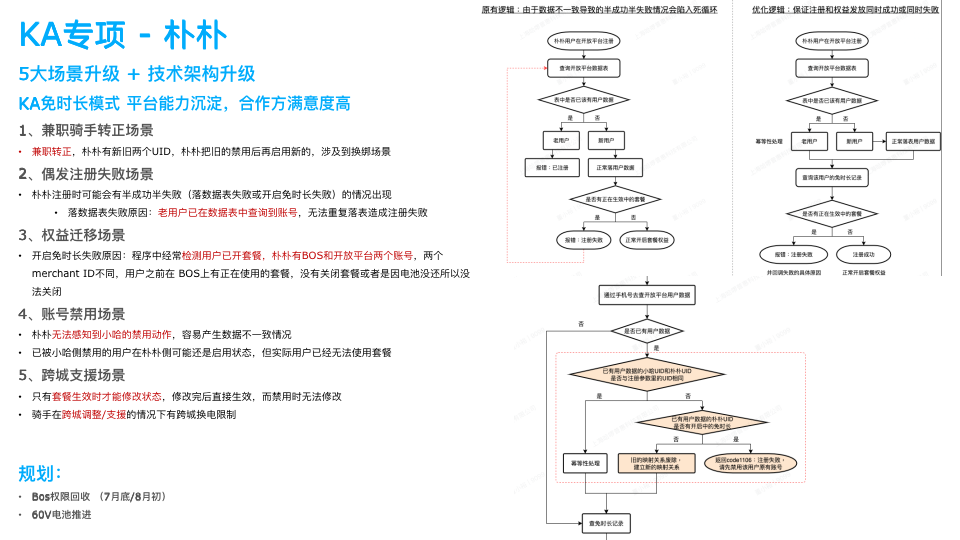 KA专项 - 朴朴
5大场景升级 + 技术架构升级
KA免时长模式 平台能力沉淀，合作方满意度高
1、兼职骑手转正场景
• 兼职转正，朴朴有新旧两个UID，朴朴把旧的禁用后再启用新的，涉及到换绑场景
2、偶发注册失败场景
• 朴朴注册时可能会有半成功半失败（落数据表失败或开启免时长失败）的情况出现
• 落数据表失败原因：老用户已在数据表中查询到账号，无法重复落表造成注册失败
3、权益迁移场景
• 开启免时长失败原因：程序中经常检测用户已开套餐，朴朴有BOS和开放平台两个账号，两个
merchant ID不同，用户之前在 BOS上有正在使用的套餐，没有关闭套餐或者是因电池没还所以没
法关闭
4、账号禁用场景
• 朴朴无法感知到小哈的禁用动作，容易产生数据不一致情况
• 已被小哈侧禁用的用户在朴朴侧可能还是启用状态，但实际用户已经无法使用套餐
5、跨城支援场景
• 只有套餐生效时才能修改状态，修改完后直接生效，而禁用时无法修改
• 骑手在跨城调整/支援的情况下有跨城换电限制
规划：
• Bos权限回收 （7月底/8月初）
• 60V电池推进
原有逻辑：由于数据不一致导致的半成功半失败情况会陷入死循环
朴朴用户在开放平台注册
查询开放平台数据表
表中是否已该有用户数据
是
否
老用户
新用户
报错：已注册
正常落用户数据
是否有正在生效中的套餐
是
否
报错：注册失败
正常开启套餐权益
优化逻辑：保证注册和权益发放同时成功或同时失败
朴朴用户在开放平台注册
查询开放平台数据表
表中是否已该有用户数据
是
否
幂等性处理
老用户
新用户
正常落表用户数据
查询该用户的免时长记录
是否有正在生效中的套餐
是
否
报错：注册失败
注册成功
并回调失败的具体原因
正常开启套餐权益
通过手机号去查开放平台用户数据
否
是否已有用户数据
是
已有用户数据的小哈UID和朴朴UID
是否与注册参数里的UID相同
是
否
已有用户数据的朴朴UID
是否有开启中的免时长
否
是
幂等性处理
旧的映射关系废除，
建立新的映射关系
返回code1106：注册失败，
请先禁用该用户原有账号
查免时长记录